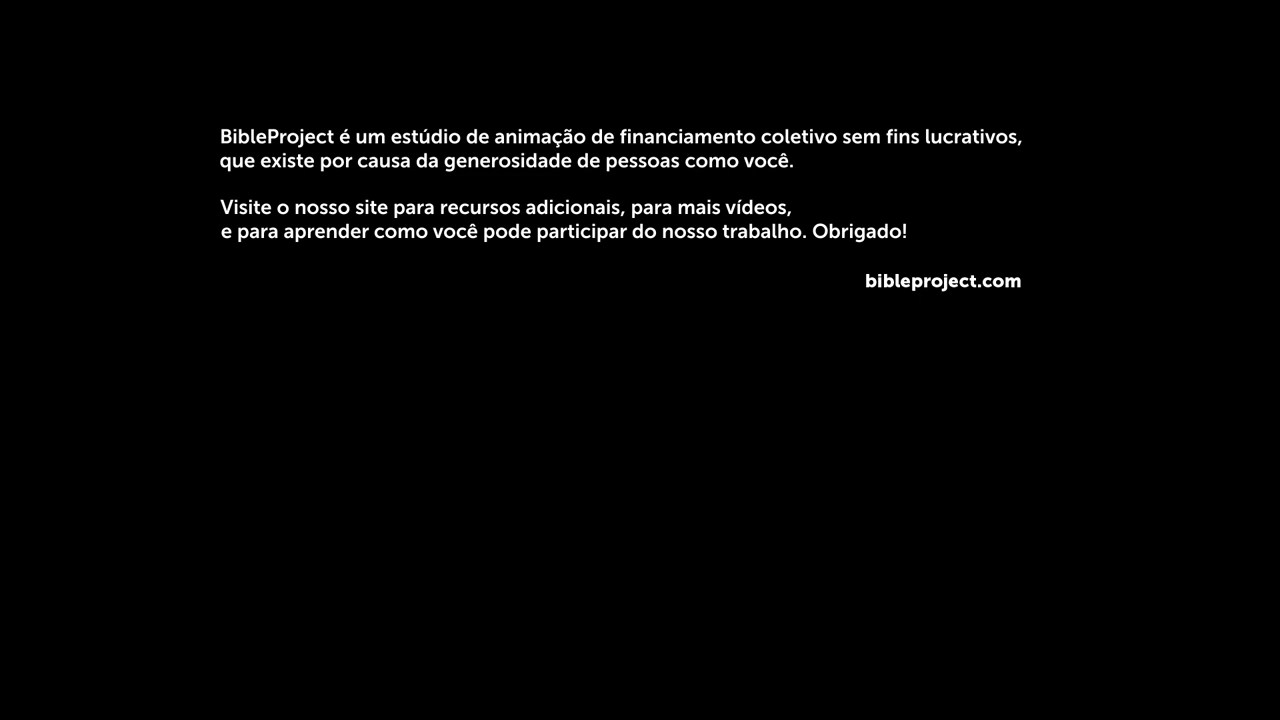 BibleProject é um estúdio de animação de financiamento coletivo sem fins lucrativos,
que existe por causa da generosidade de pessoas como você.
Visite o nosso site para recursos adicionais, para mais vídeos,
e para aprender como você pode participar do nosso trabalho. Obrigado!
bibleproject.com